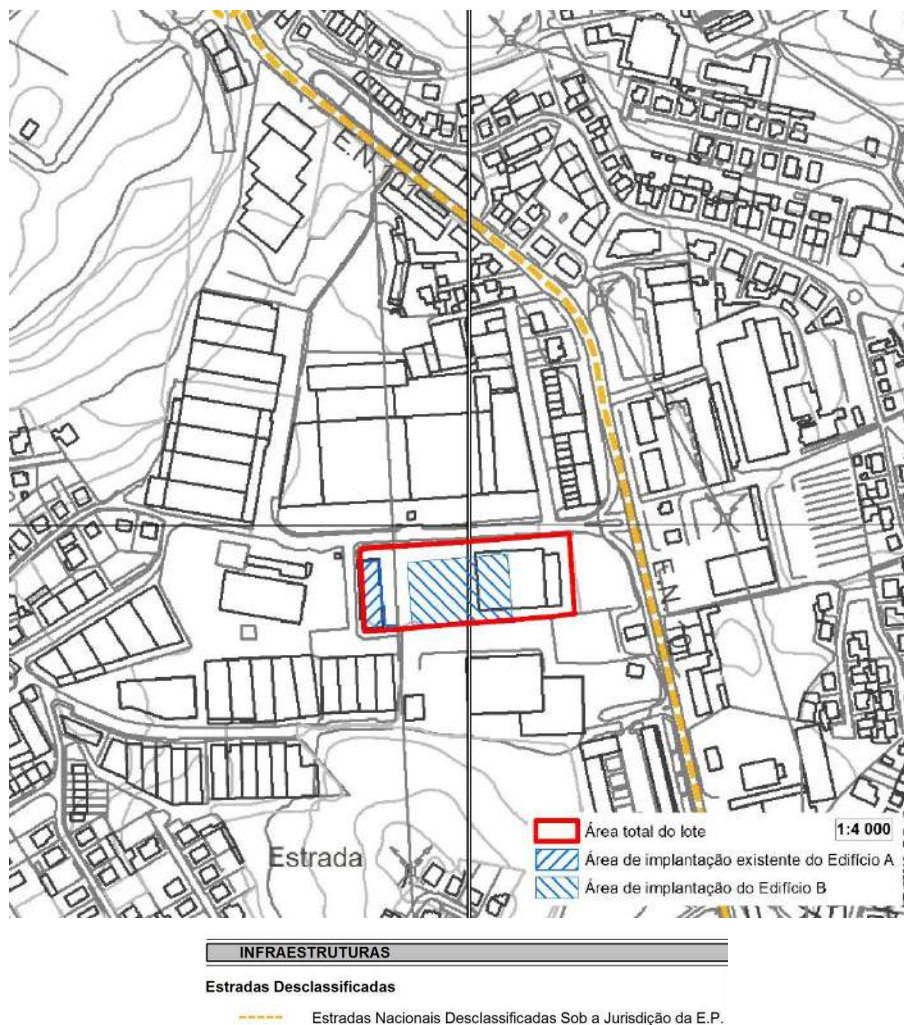 E.N.
E.N.
Estrada
Área total do lote
1:4 000
Área de implantação existente do Edifício A
Área de implantação do Edifício B
INFRAESTRUTURAS
Estradas Desclassificadas
Estradas Nacionais Desclassificadas Sob a Jurisdição da E.P.